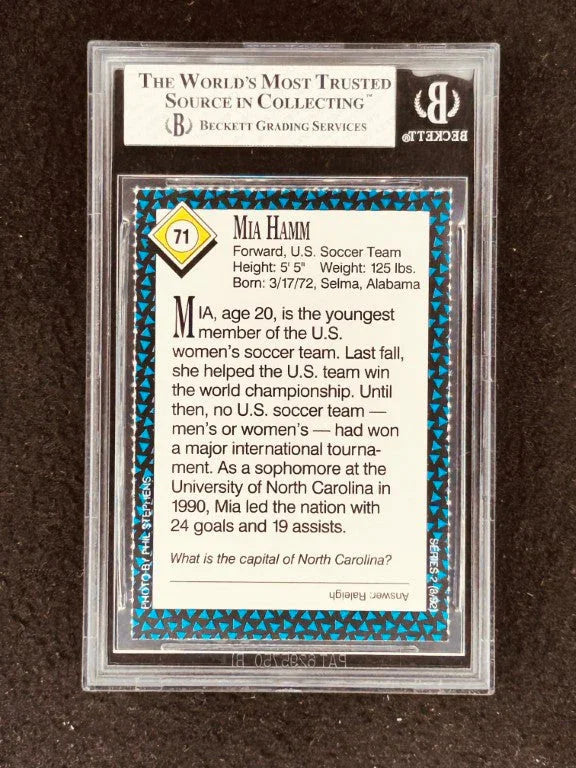 THE WORLD'S MOST TRUSTED
SOURCE IN COLLECTING™
B BECKETT GRADING SERVICES
B
BECKETT®
71
MIA HAMM
Forward, U.S. Soccer Team
Height: 5' 5" Weight: 125 lbs.
Born: 3/17/72, Selma, Alabama
MIA, age 20, is the youngest
member of the U.S.
women's soccer team. Last fall,
she helped the U.S. team win
the world championship. Until
then, no U.S. soccer team —
men's or women's — had won
a major international tourna-
ment. As a sophomore at the
University of North Carolina in
1990, Mia led the nation with
24 goals and 19 assists.
What is the capital of North Carolina?
Answer: Raleigh
PHOTO BY PHIL STEPHENS
SERIES 2 (8/92)